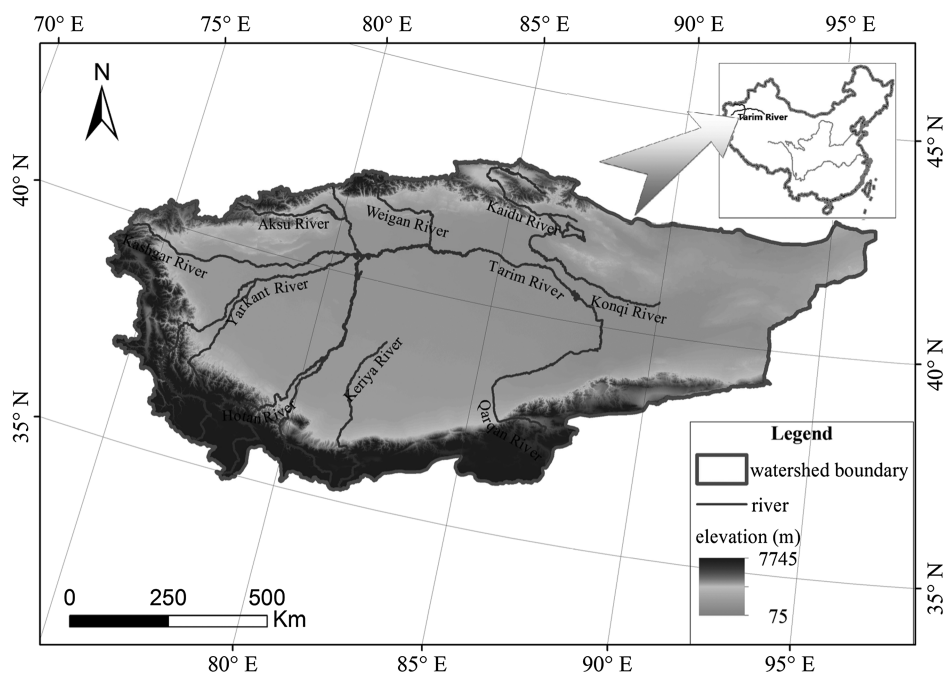 70° E 75° E 80° E 85° E 90° E 95° E
N
Tarim River
45° N
40° N
Aksu River
Weigan River
Kaidu River
Kashgar River
Yarkant River
Tarim River
Konqi River
Keriya River
40° N
35° N
Hotan River
Qarqan River
Legend
watershed boundary
river
elevation (m)
7745
75
35° N
0 250 500
Km
80° E 85° E 90° E 95° E